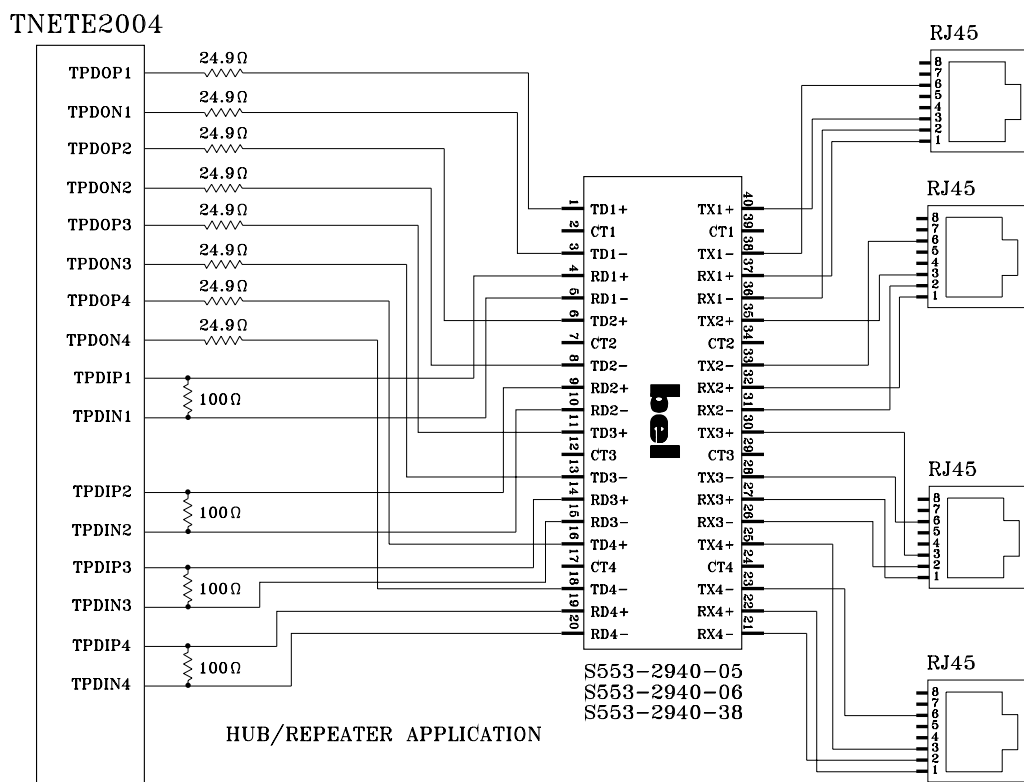 TNETE2004
TPDOP1
24.9Ω
TPDON1
24.9Ω
TPDOP2
24.9Ω
TPDON2
24.9Ω
TPDOP3
24.9Ω
TPDON3
24.9Ω
TPDOP4
24.9Ω
TPDON4
24.9Ω
TPDIP1
100Ω
TPDIN1
TPDIP2
100Ω
TPDIN2
TPDIP3
100Ω
TPDIN3
TPDIP4
100Ω
TPDIN4
1 TD1+ TX1+ 40
2 CT1 CT1 39
3 TD1- TX1- 38
4 RD1+ RX1+ 37
5 RD1- RX1- 36
6 TD2+ TX2+ 35
7 CT2 CT2 34
8 TD2- TX2- 33
9 RD2+ RX2+ 32
10 RD2- RX2- 31
11 TD3+ TX3+ 30
12 CT3 CT3 29
13 TD3- TX3- 28
14 RD3+ RX3+ 27
15 RD3- RX3- 26
16 TD4+ TX4+ 25
17 CT4 CT4 24
18 TD4- TX4- 23
19 RD4+ RX4+ 22
20 RD4- RX4- 21
bel
S553-2940-05
S553-2940-06
S553-2940-38
HUB/REPEATER APPLICATION
RJ45
8
7
6
5
4
3
2
1
RJ45
8
7
6
5
4
3
2
1
RJ45
8
7
6
5
4
3
2
1
RJ45
8
7
6
5
4
3
2
1